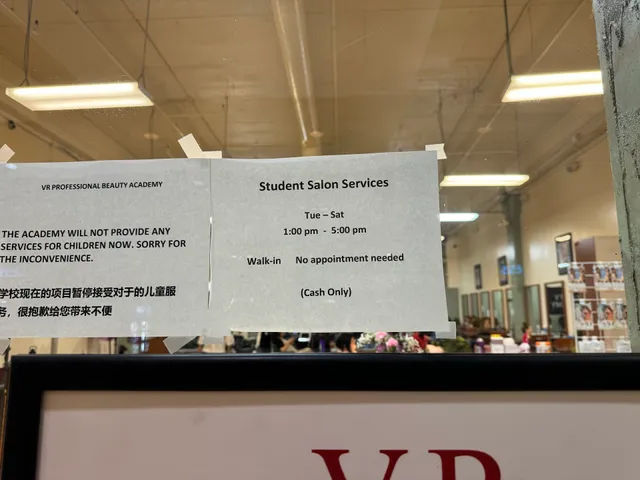 VR PROFESSIONAL BEAUTY ACADEMY
THE ACADEMY WILL NOT PROVIDE ANY
SERVICES FOR CHILDREN NOW. SORRY FOR
THE INCONVENIENCE.
学校现在的项目暂停接受对于的儿童服
务，很抱歉给您带来不便
Student Salon Services
Tue – Sat
1:00 pm - 5:00 pm
Walk-in No appointment needed
(Cash Only)
VR